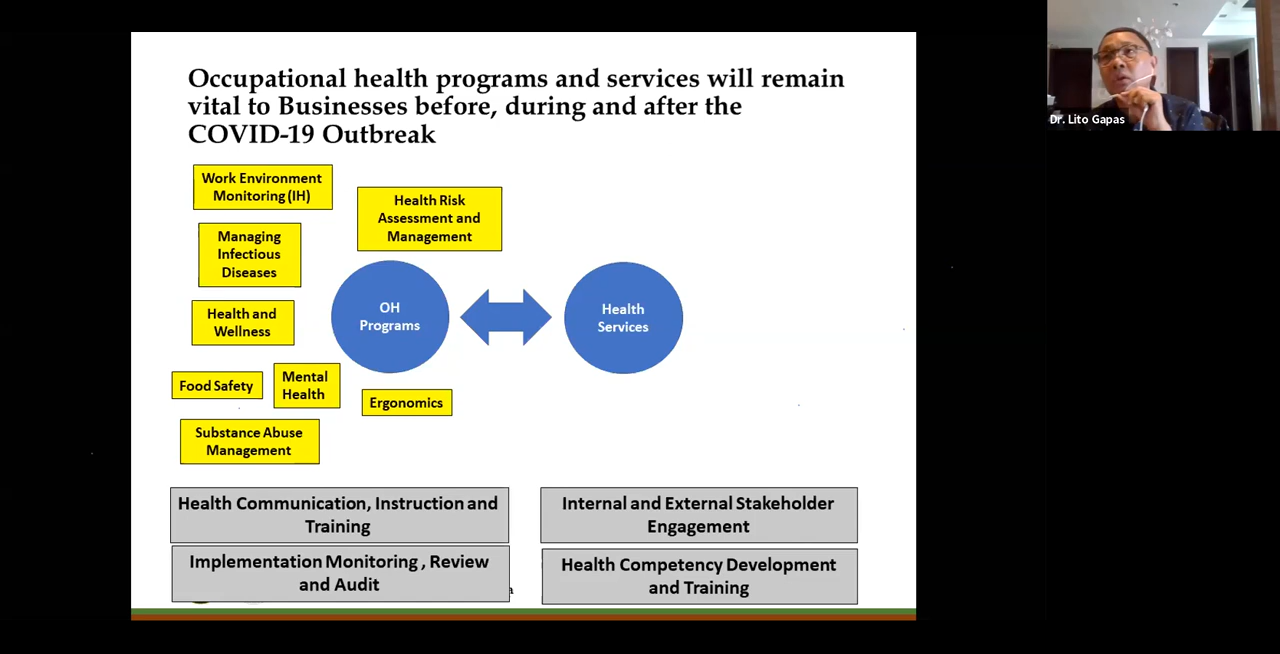 Occupational health programs and services will remain
vital to Businesses before, during and after the
COVID-19 Outbreak
Work Environment
Monitoring (IH)
Health Risk
Assessment and
Management
Managing
Infectious
Diseases
Health and
Wellness
OH
Programs
Health
Services
Food Safety
Mental
Health
Ergonomics
Substance Abuse
Management
Health Communication, Instruction and
Training
Internal and External Stakeholder
Engagement
Implementation Monitoring , Review
and Audit
Health Competency Development
and Training
Dr. Lito Gapas